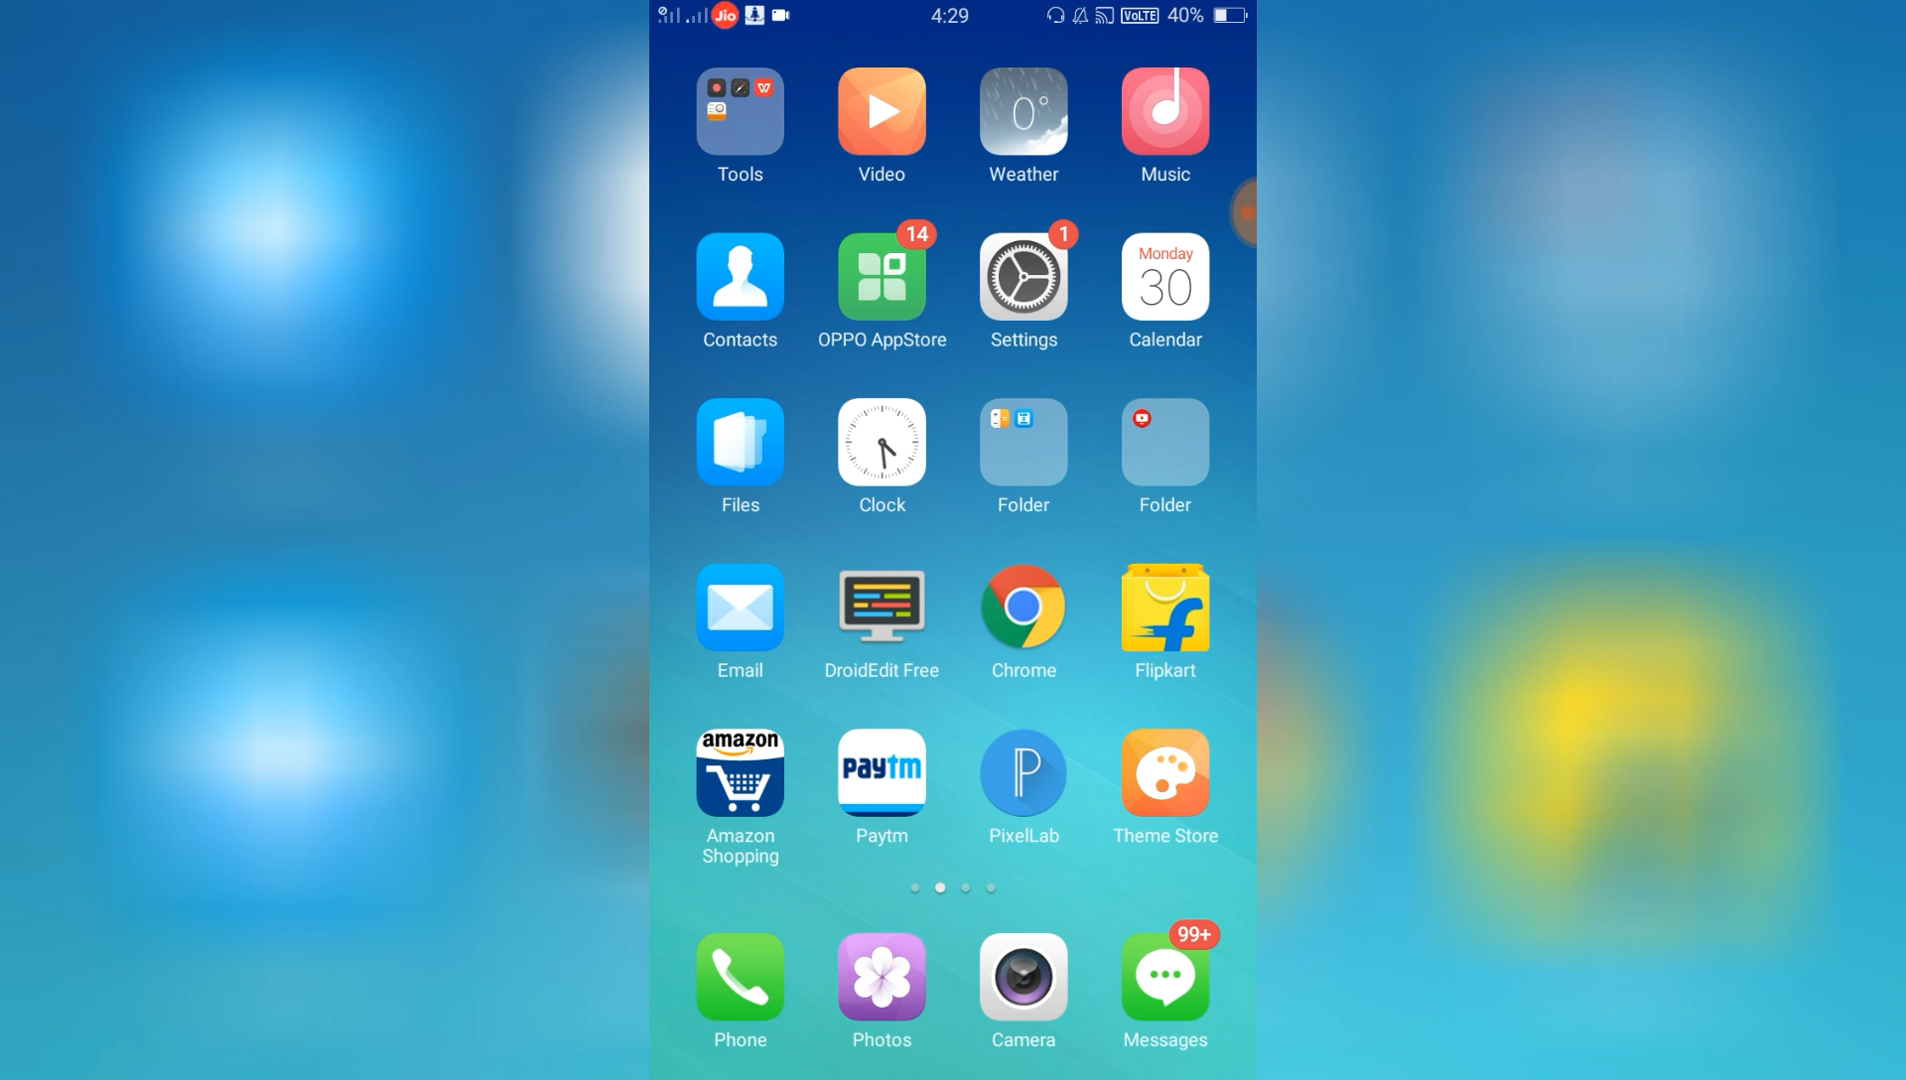 Jio 4:29 VoLTE 40%
W 0°
Tools Video Weather Music
14 1
Monday
30
Contacts OPPO AppStore Settings Calendar
Files Clock Folder Folder
f
Email DroidEdit Free Chrome Flipkart
amazon
paytm P
Amazon Paytm PixelLab Theme Store
Shopping
99+
Phone Photos Camera Messages